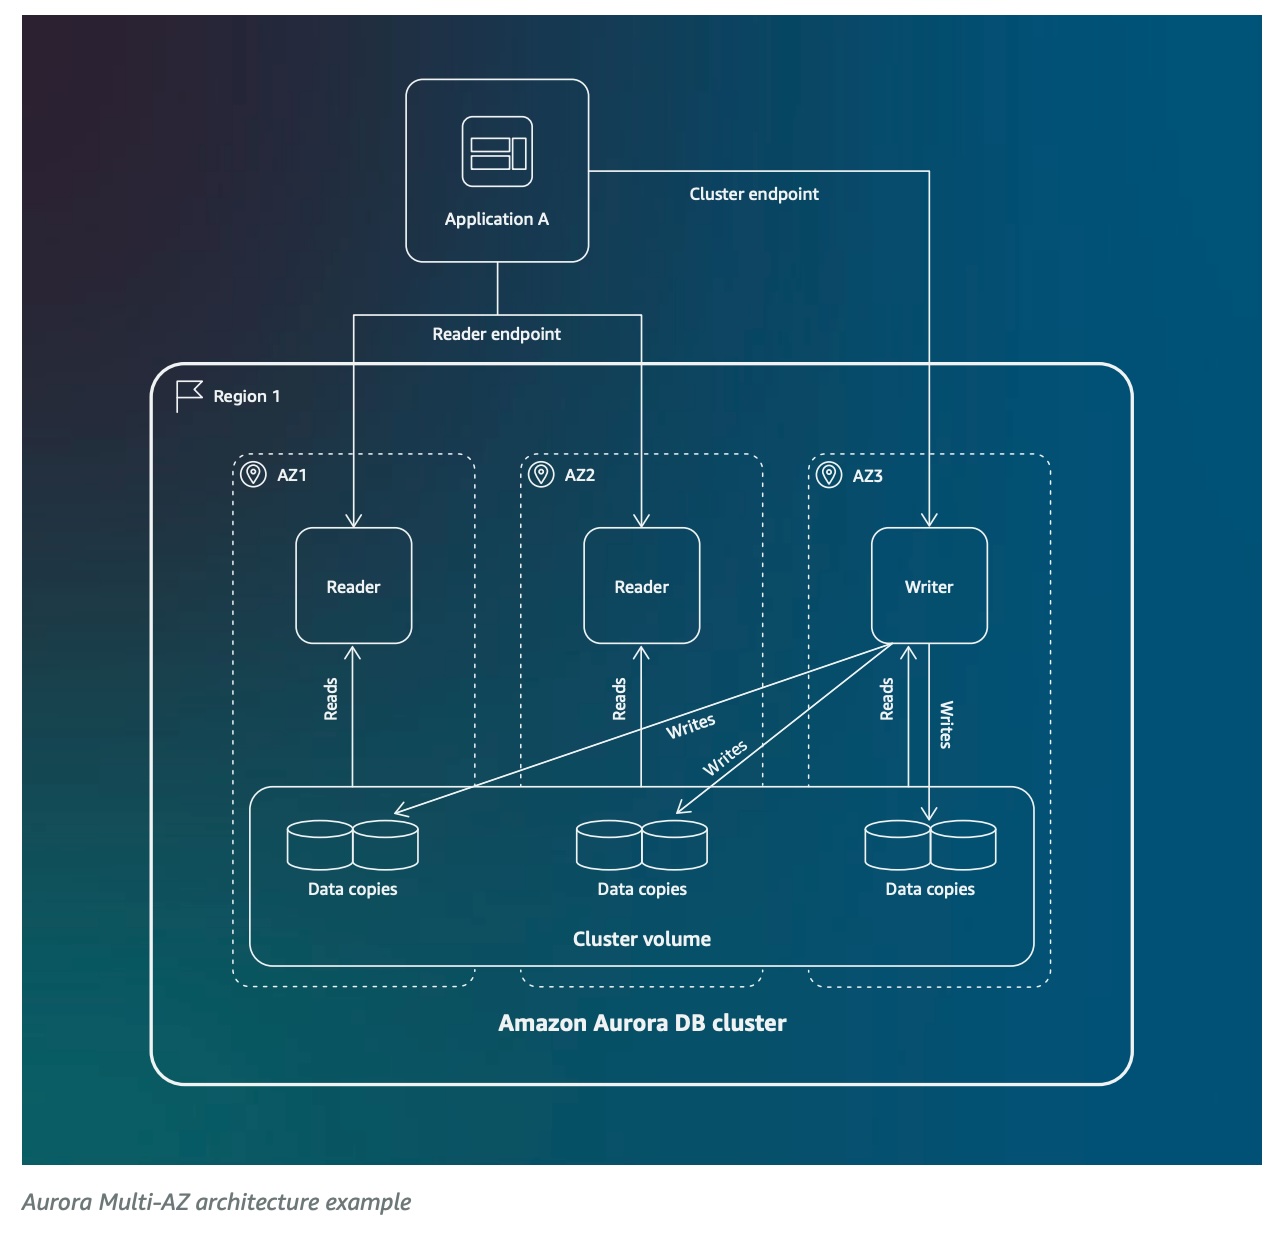 Application A
Cluster endpoint
Reader endpoint
Region 1
AZ1
AZ2
AZ3
Reader
Reader
Writer
Reads
Reads
Writes
Writes
Reads
Writes
Data copies
Data copies
Data copies
Cluster volume
Amazon Aurora DB cluster
Aurora Multi-AZ architecture example